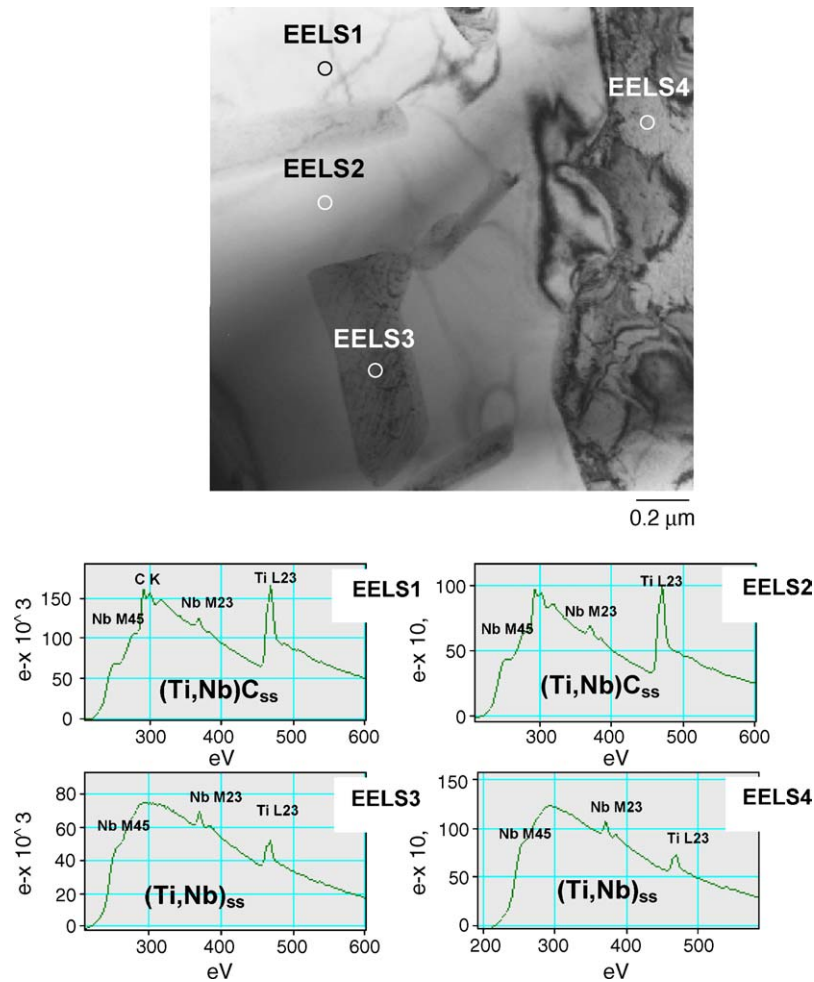 EELS1
EELS4
EELS2
EELS3
0.2 μm
EELS1
C K
Ti L23
Nb M45
Nb M23
(Ti,Nb)Css
e-x 10^3
150
100
50
0
300 400 500 600
eV
EELS2
Ti L23
Nb M45
Nb M23
(Ti,Nb)Css
e-x 10,
100
50
0
300 400 500 600
eV
EELS3
Nb M23
Ti L23
Nb M45
(Ti,Nb)ss
e-x 10^3
80
60
40
20
0
300 400 500 600
eV
EELS4
Nb M23
Nb M45
Ti L23
(Ti,Nb)ss
e-x 10,
150
100
50
0
200 300 400 500
eV